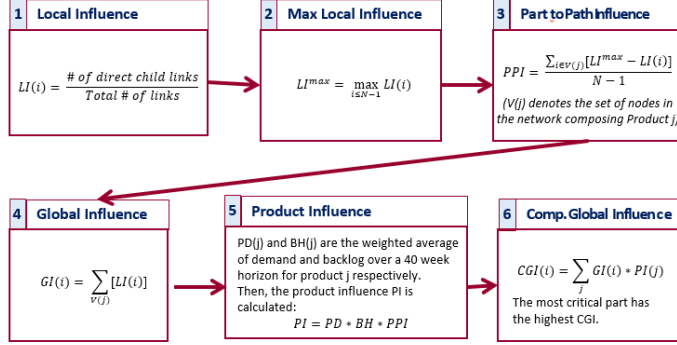 1 Local Influence
LI(i) = # of direct child links / Total # of links
2 Max Local Influence
LI^max = max_{i≤N−1} LI(i)
3 Part to Path Influence
PPI = ∑_{i∈v(j)}[LI^max − LI(i)] / N − 1
(V(j) denotes the set of nodes in
the network composing Product j)
4 Global Influence
GI(i) = ∑_{V(j)} [LI(i)]
5 Product Influence
PD(j) and BH(j) are the weighted average
of demand and backlog over a 40 week
horizon for product j respectively.
Then, the product influence PI is
calculated:
PI = PD * BH * PPI
6 Comp. Global Influence
CGI(i) = ∑_j GI(i) * PI(j)
The most critical part has
the highest CGI.